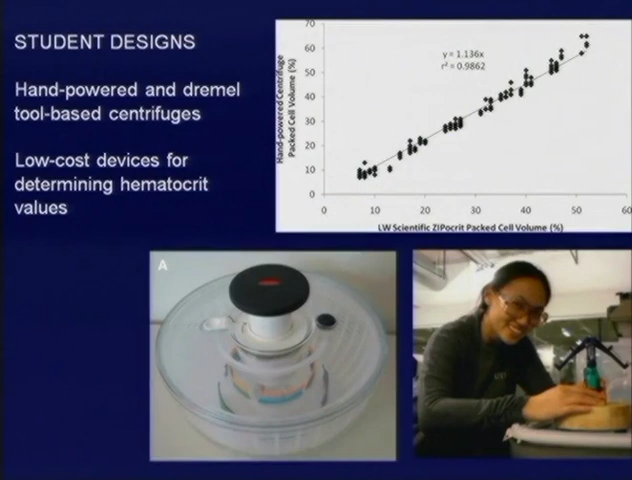 STUDENT DESIGNS
Hand-powered and dremel
tool-based centrifuges
Low-cost devices for
determining hematocrit
values
70
60
50
40
30
20
10
0
0
10
20
30
40
50
60
Hand-powered Centrifuge
Packed Cell Volume (%)
y = 1.136x
r² = 0.9862
LW Scientific ZIPocrit Packed Cell Volume (%)
A